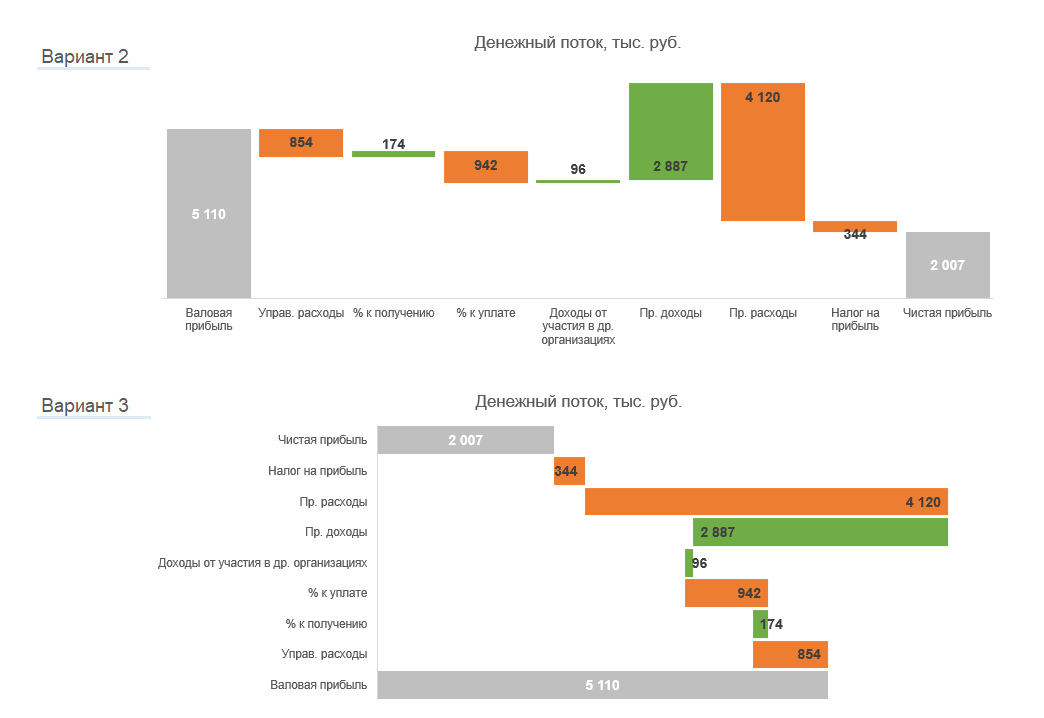 Денежный поток, тыс. руб.
Вариант 2
4 120
854
174
942
96
2 887
5 110
344
2 007
Валовая
прибыль
Управ. расходы
% к получению
% к уплате
Доходы от
участия в др.
организациях
Пр. доходы
Пр. расходы
Налог на
прибыль
Чистая прибыль
Денежный поток, тыс. руб.
Вариант 3
Чистая прибыль
2 007
Налог на прибыль
344
Пр. расходы
4 120
Пр. доходы
2 887
Доходы от участия в др. организациях
96
% к уплате
942
% к получению
174
Управ. расходы
854
Валовая прибыль
5 110